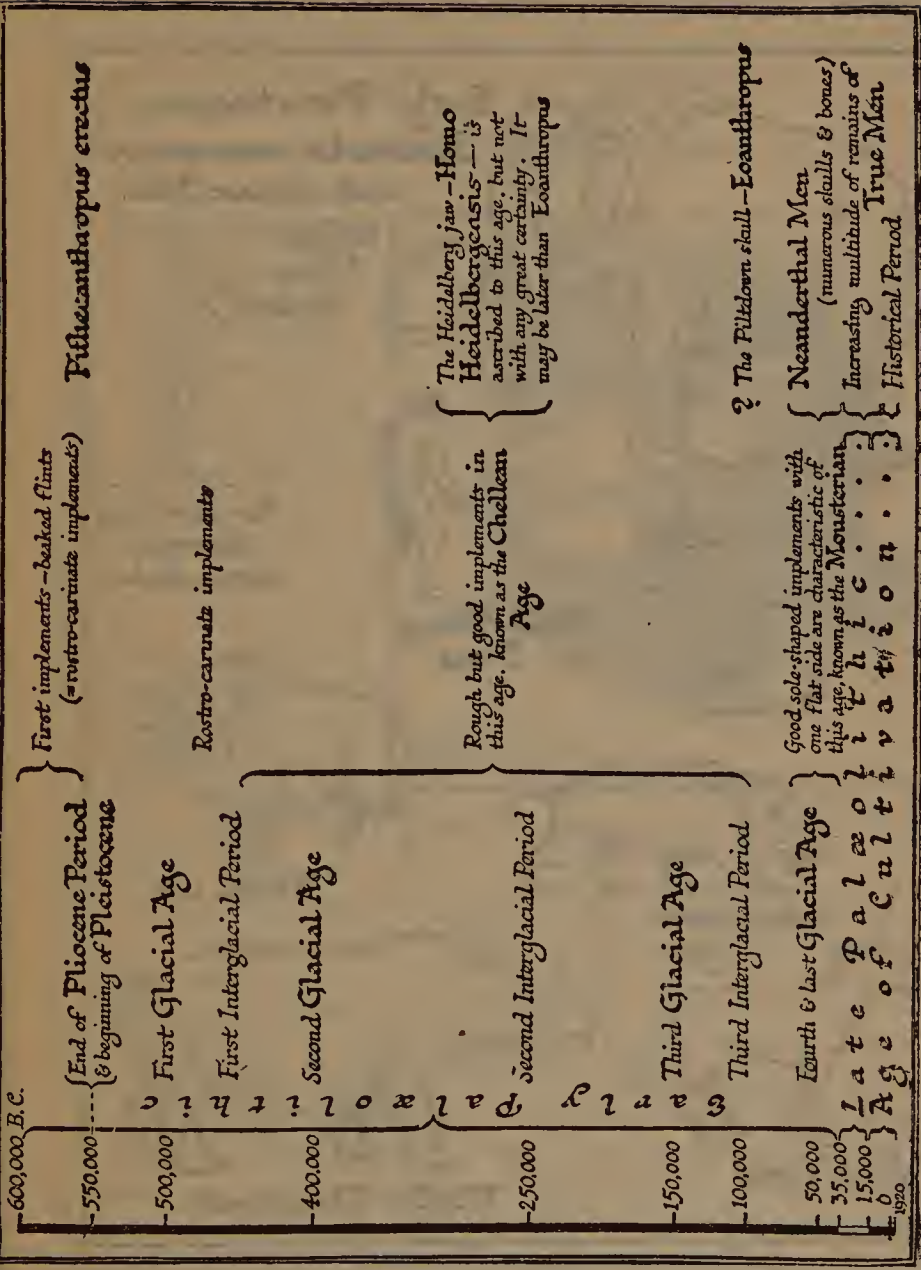 600,000 B.C.
550,000
500,000
400,000
250,000
150,000
100,000
50,000
35,000
15,000
0
1920
Early Palæolithic
Late Palæolithic . . . .
Age of Cultivation . . .
End of Pliocene Period
& beginning of Pleistocene
First Glacial Age
First Interglacial Period
Second Glacial Age
Second Interglacial Period
Third Glacial Age
Third Interglacial Period
Fourth & last Glacial Age
First implements-beaked flints
(=rostro-carinate implements)
Rostro-carinate implements
Rough but good implements in
this age. known as the Chellean
Age
Good sole-shaped implements with
one flat side are characteristic of
this age, known as the Mousterian
Pithecanthropus erectus
The Heidelberg jaw-Homo
Heidelbergensis— is
ascribed to this age, but not
with any great certainty. It
may be later than Eoanthropus
? The Piltdown skull-Eoanthropus
Neanderthal Men
(numerous skulls & bones)
Increasing multitude of remains of
True Men
Historical Period